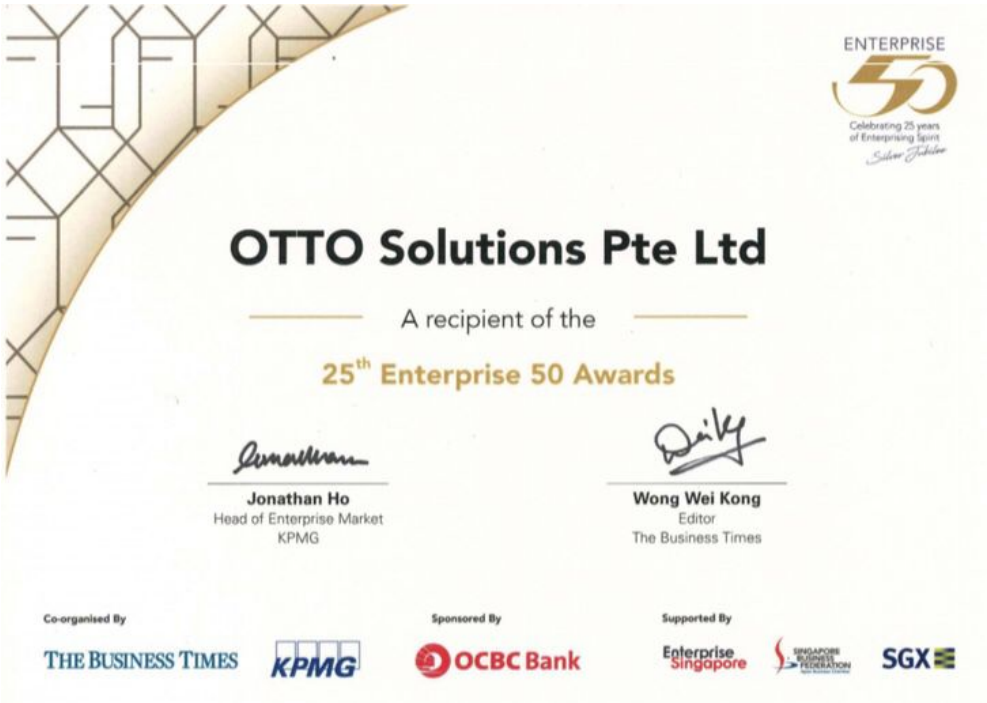 ENTERPRISE
50
Celebrating 25 years
of Enterprising Spirit
Silver Jubilee
OTTO Solutions Pte Ltd
A recipient of the
25th Enterprise 50 Awards
Jonathan Ho
Head of Enterprise Market
KPMG
Wong Wei Kong
Editor
The Business Times
Co-organised By
Sponsored By
Supported By
THE BUSINESS TIMES
KPMG
OCBC Bank
Enterprise
Singapore
SINGAPORE
BUSINESS
FEDERATION
SGX